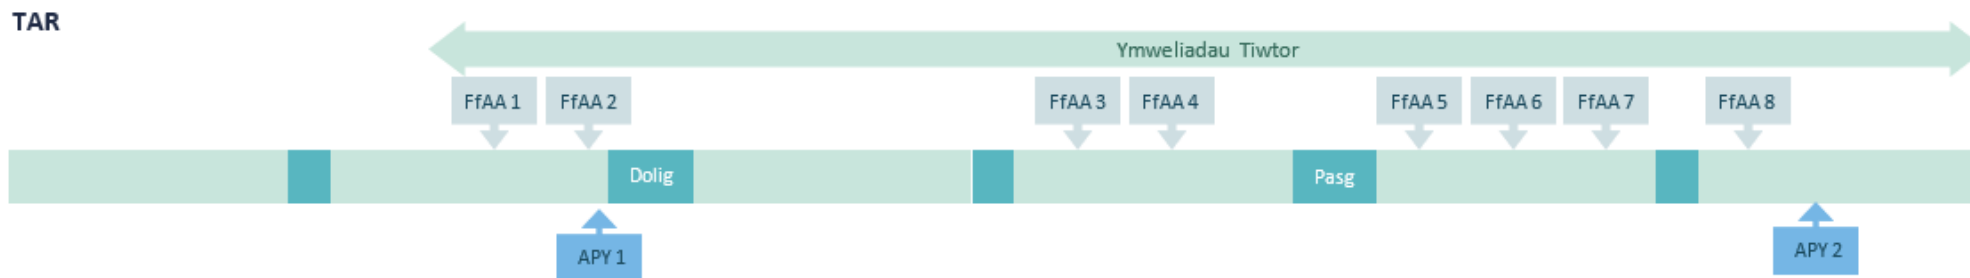 TAR
Ymweliadau Tiwtor
FfAA 1
FfAA 2
FfAA 3
FfAA 4
FfAA 5
FfAA 6
FfAA 7
FfAA 8
Dolig
Pasg
APY 1
APY 2